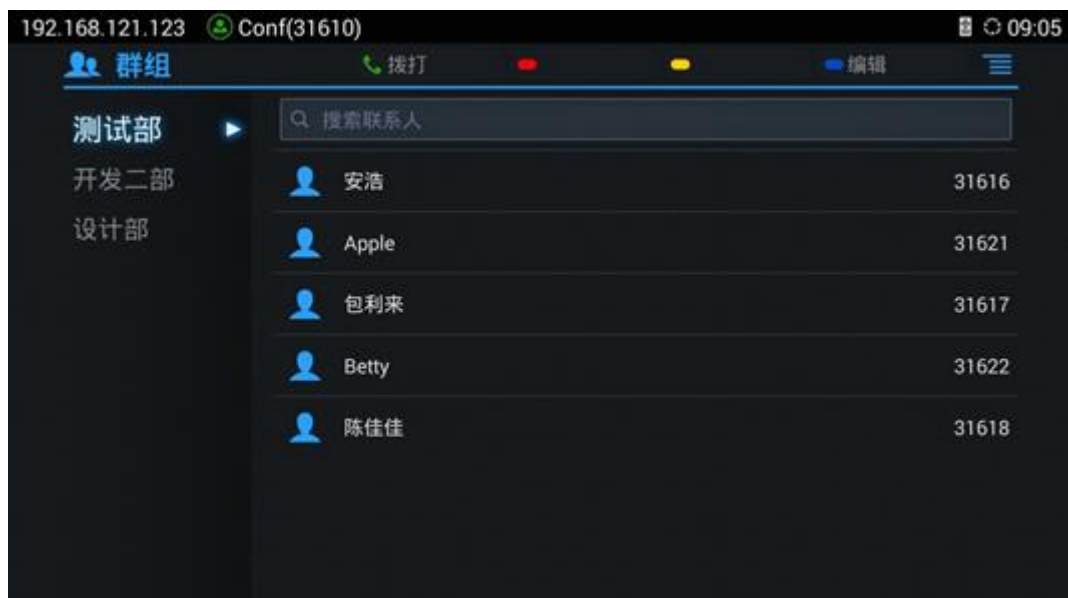 192.168.121.123 Conf(31610) 09:05
群组 拨打 编辑
测试部
开发二部
设计部
搜索联系人
安浩 31616
Apple 31621
包利来 31617
Betty 31622
陈佳佳 31618